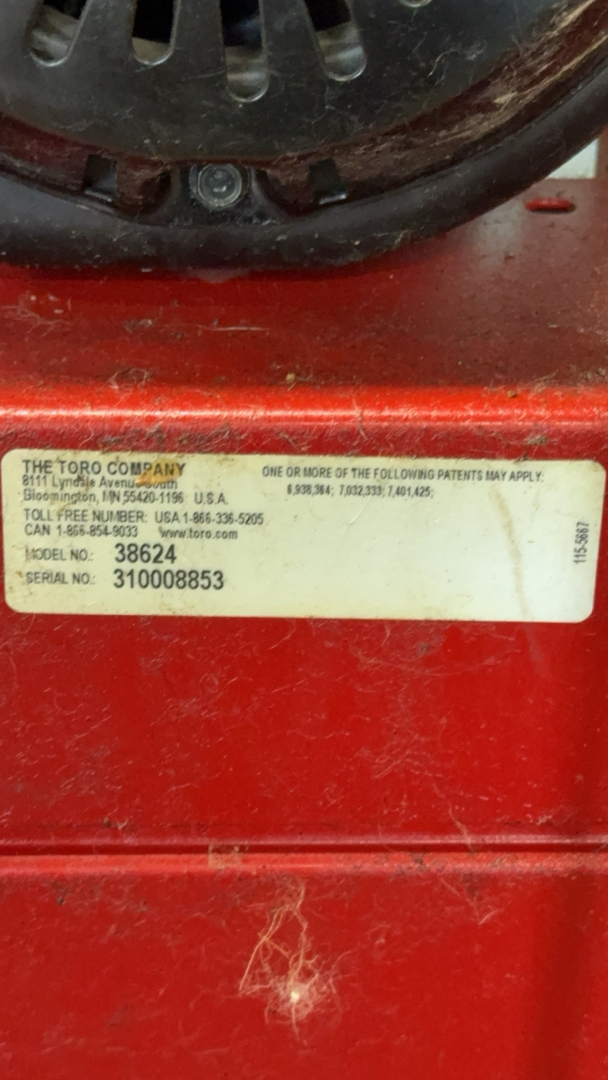 THE TORO COMPANY
8111 Lyndale Avenue South
Bloomington, MN 55420-1196 U.S.A.
TOLL FREE NUMBER: USA 1-866-336-5205
CAN 1-866-854-9033 www.toro.com
MODEL NO.: 38624
SERIAL NO.: 310008853
ONE OR MORE OF THE FOLLOWING PATENTS MAY APPLY:
6,938,364; 7,032,333; 7,401,425;
115-5667